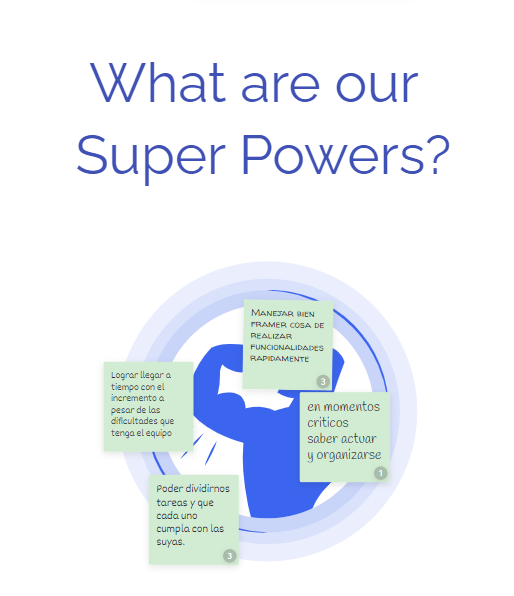 What are our
Super Powers?
Manejar bien
framer cosa de
realizar
funcionalidades
rapidamente
3
Lograr llegar a
tiempo con el
incremento a
pesar de las
dificultades que
tenga el equipo
en momentos
criticos
saber actuar
y organizarse
1
Poder dividirnos
tareas y que
cada uno
cumpla con las
suyas.
3